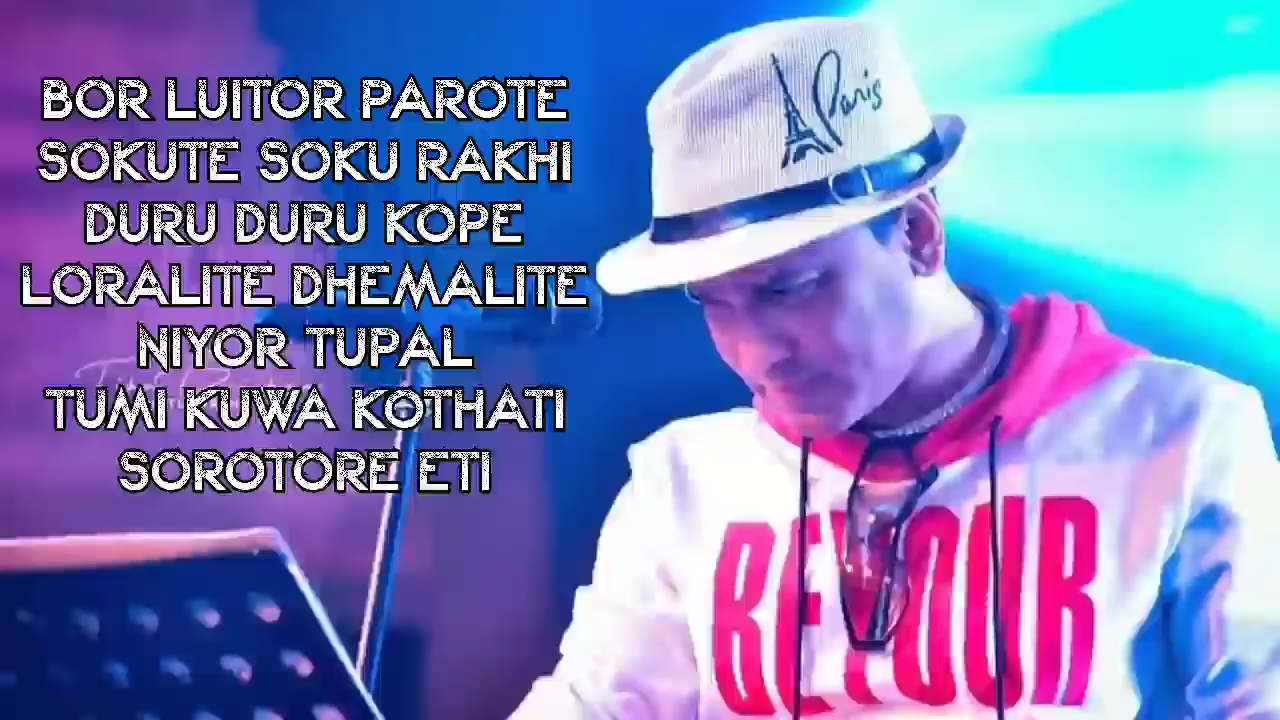 BOR LUITOR PAROTE
SOKUTE SOKU RAKHI
DURU DURU KOPE
LORALITE DHEMALITE
NIYOR TUPAL
TUMI KUWA KOTHATI
SOROTORE ETI
Paris
BEYOUR